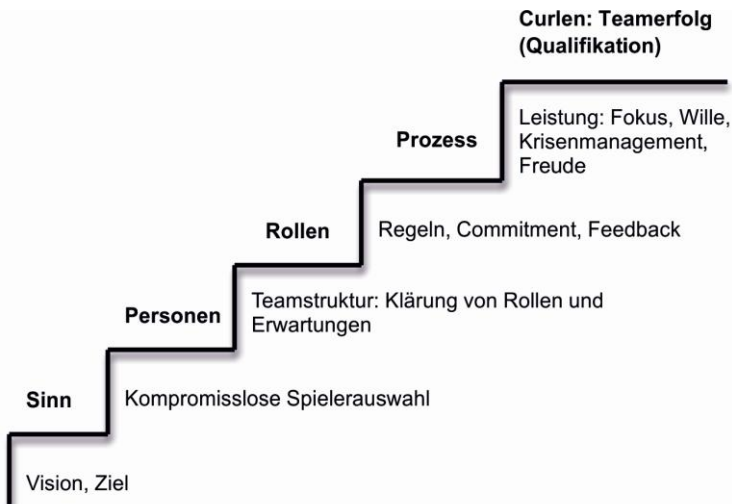 Curlen: Teamerfolg
(Qualifikation)
Leistung: Fokus, Wille,
Krisenmanagement,
Freude
Prozess
Regeln, Commitment, Feedback
Rollen
Teamstruktur: Klärung von Rollen und
Erwartungen
Personen
Kompromisslose Spielerauswahl
Sinn
Vision, Ziel